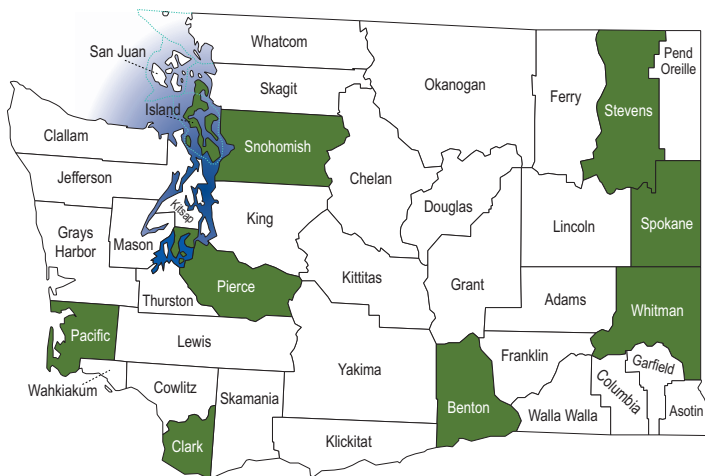 Whatcom
San Juan
Pend
Oreille
Skagit
Okanogan
Ferry
Stevens
Island
Clallam
Snohomish
Chelan
Jefferson
Douglas
Kitsap
King
Lincoln
Spokane
Grays
Harbor
Mason
Kittitas
Grant
Pierce
Thurston
Adams
Whitman
Pacific
Lewis
Franklin
Garfield
Yakima
Columbia
Wahkiakum
Cowlitz
Skamania
Benton
Walla Walla
Asotin
Clark
Klickitat